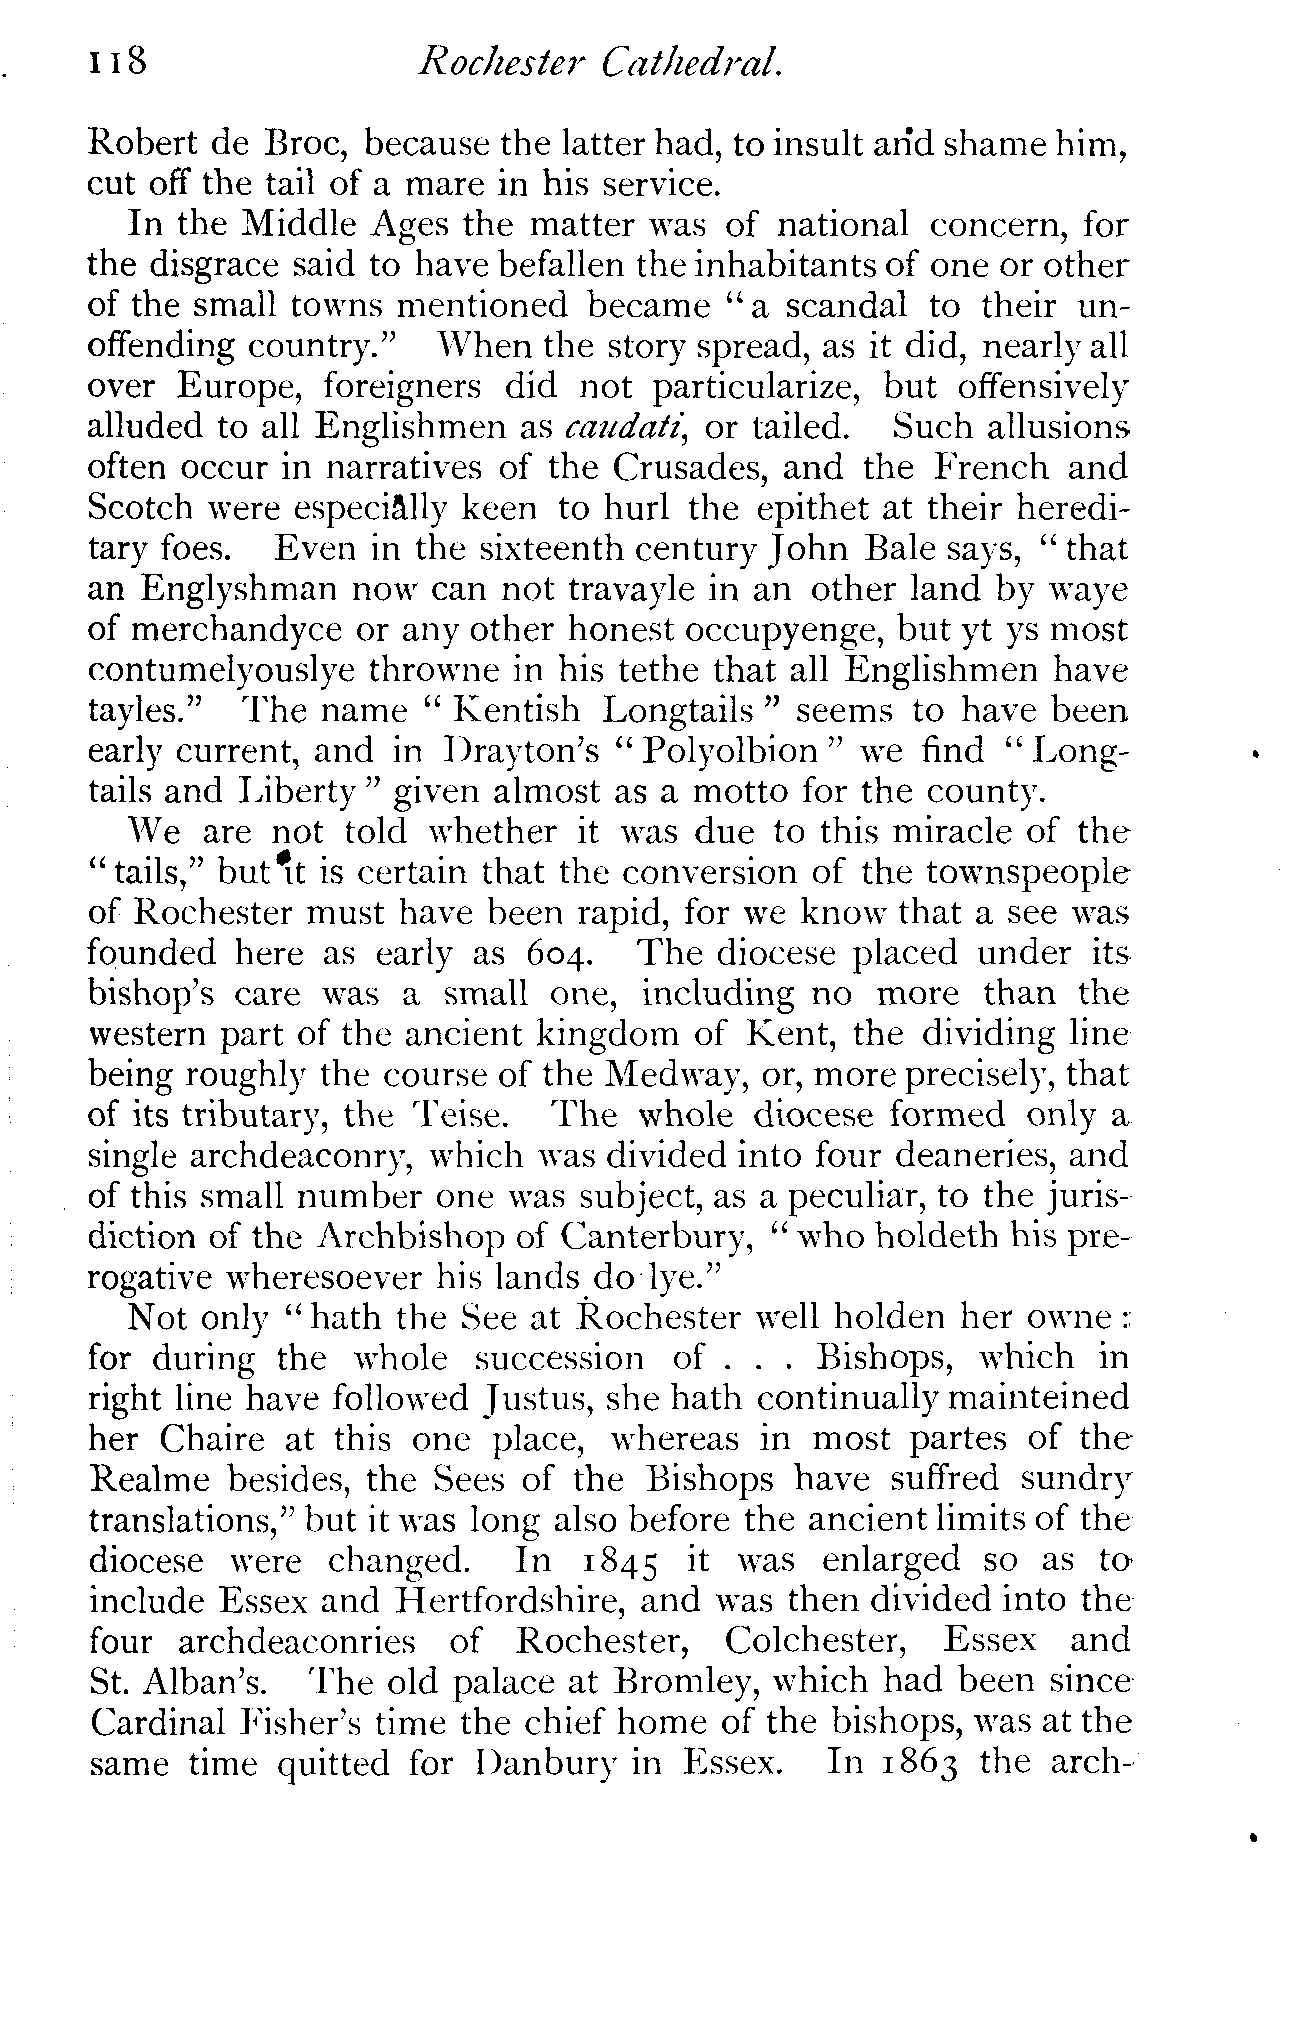 118 Rochester Cathedral.
Robert de Broc, because the latter had, to insult and shame him,
cut off the tail of a mare in his service.
In the Middle Ages the matter was of national concern, for
the disgrace said to have befallen the inhabitants of one or other
of the small towns mentioned became “a scandal to their un-
offending country.” When the story spread, as it did, nearly all
over Europe, foreigners did not particularize, but offensively
alluded to all Englishmen as caudati, or tailed. Such allusions
often occur in narratives of the Crusades, and the French and
Scotch were especially keen to hurl the epithet at their heredi-
tary foes. Even in the sixteenth century John Bale says, “that
an Englyshman now can not travayle in an other land by waye
of merchandyce or any other honest occupyenge, but yt ys most
contumelyouslye throwne in his tethe that all Englishmen have
tayles.” The name “Kentish Longtails” seems to have been
early current, and in Drayton's “Polyolbion” we find “Long-
tails and Liberty” given almost as a motto for the county.
We are not told whether it was due to this miracle of the
“tails,” but it is certain that the conversion of the townspeople
of Rochester must have been rapid, for we know that a see was
founded here as early as 604. The diocese placed under its
bishop's care was a small one, including no more than the
western part of the ancient kingdom of Kent, the dividing line
being roughly the course of the Medway, or, more precisely, that
of its tributary, the Teise. The whole diocese formed only a
single archdeaconry, which was divided into four deaneries, and
of this small number one was subject, as a peculiar, to the juris-
diction of the Archbishop of Canterbury, “who holdeth his pre-
rogative wheresoever his lands do lye.”
Not only “hath the See at Rochester well holden her owne:
for during the whole succession of . . . Bishops, which in
right line have followed Justus, she hath continually mainteined
her Chaire at this one place, whereas in most partes of the
Realme besides, the Sees of the Bishops have suffred sundry
translations,” but it was long also before the ancient limits of the
diocese were changed. In 1845 it was enlarged so as to
include Essex and Hertfordshire, and was then divided into the
four archdeaconries of Rochester, Colchester, Essex and
St. Alban's. The old palace at Bromley, which had been since
Cardinal Fisher's time the chief home of the bishops, was at the
same time quitted for Danbury in Essex. In 1863 the arch-